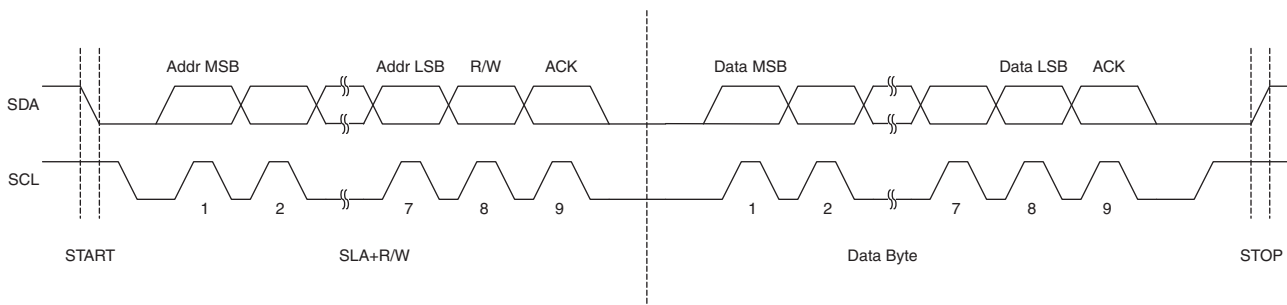 Addr MSB Addr LSB R/W ACK Data MSB Data LSB ACK
SDA
SCL
1 2 7 8 9 1 2 7 8 9
START SLA+R/W Data Byte STOP